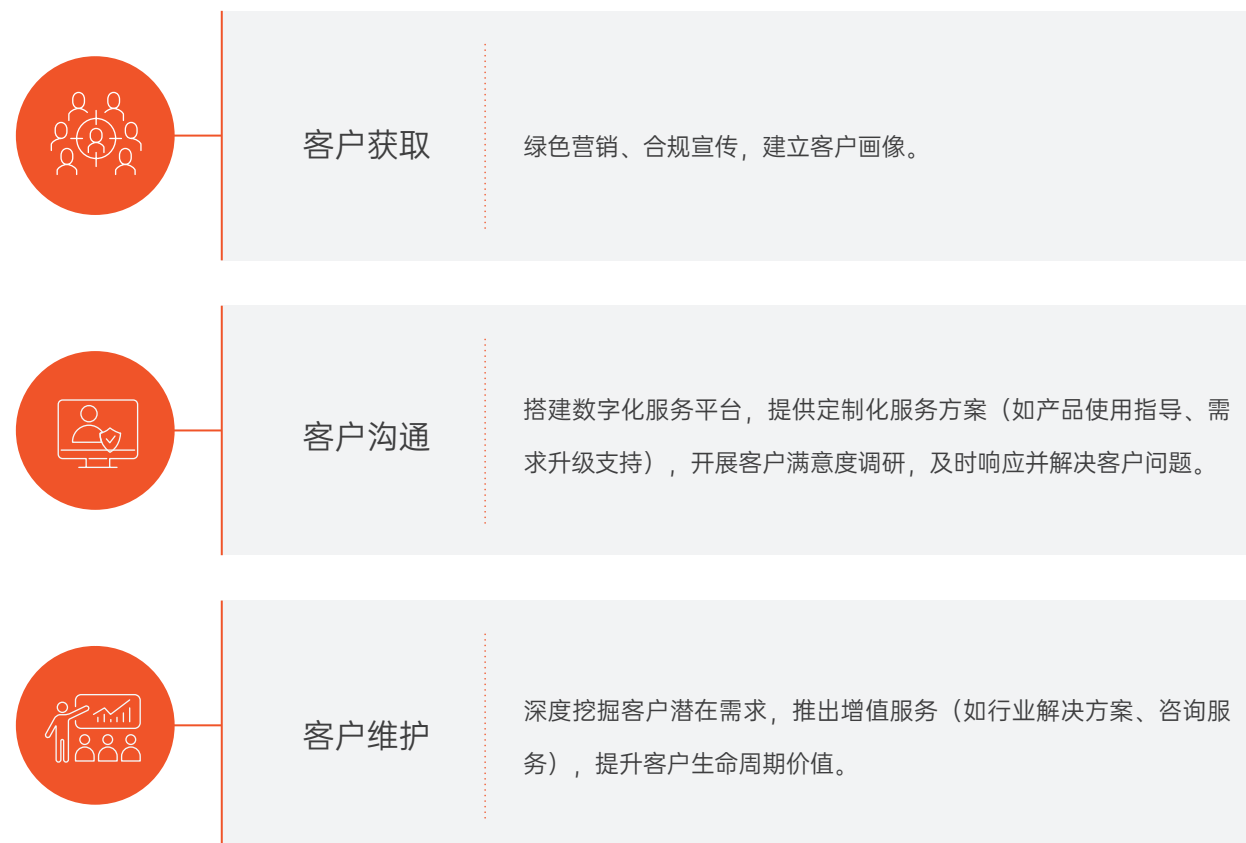 客户获取
绿色营销、合规宣传，建立客户画像。
客户沟通
搭建数字化服务平台，提供定制化服务方案（如产品使用指导、需
求升级支持），开展客户满意度调研，及时响应并解决客户问题。
客户维护
深度挖掘客户潜在需求，推出增值服务（如行业解决方案、咨询服
务），提升客户生命周期价值。